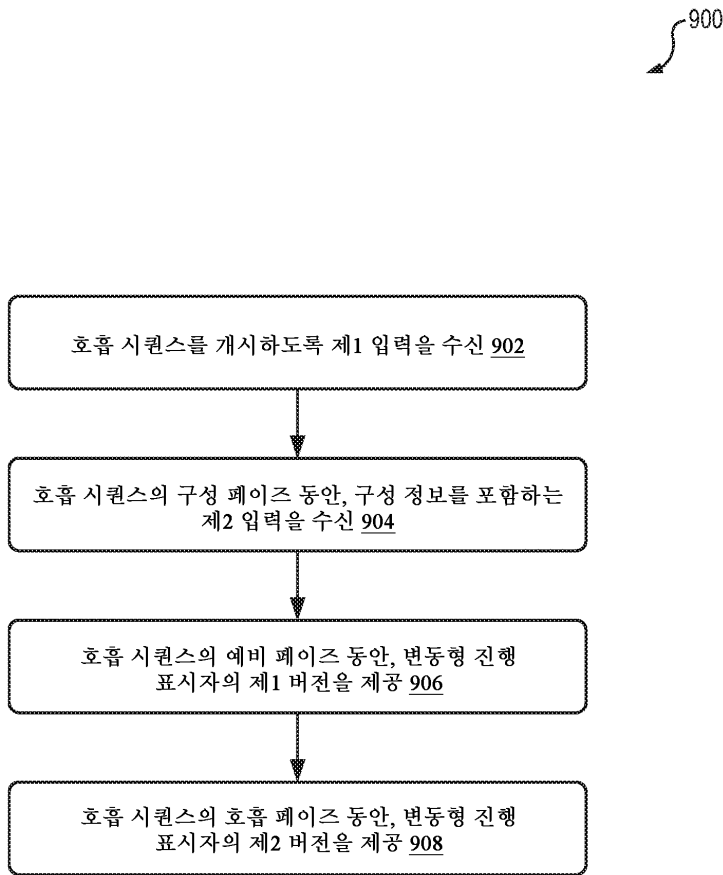 900
호흡 시퀀스를 개시하도록 제1 입력을 수신 902
호흡 시퀀스의 구성 페이즈 동안, 구성 정보를 포함하는
제2 입력을 수신 904
호흡 시퀀스의 예비 페이즈 동안, 변동형 진행
표시자의 제1 버전을 제공 906
호흡 시퀀스의 호흡 페이즈 동안, 변동형 진행
표시자의 제2 버전을 제공 908